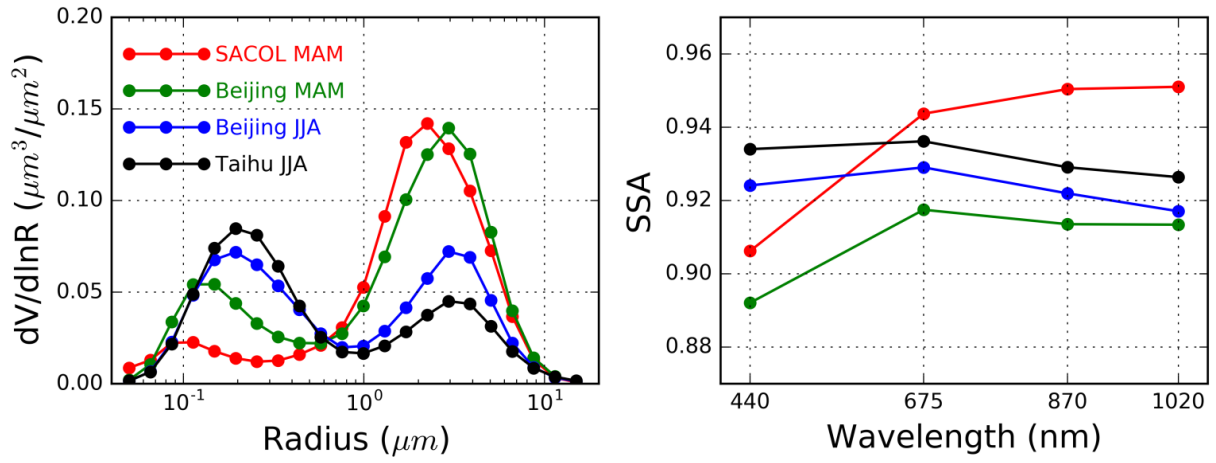 0.20
0.15
0.10
0.05
0.00
dV/dlnR (μm³/μm²)
SACOL MAM
Beijing MAM
Beijing JJA
Taihu JJA
10⁻¹ 10⁰ 10¹
Radius (μm)
0.96
0.94
0.92
0.90
0.88
SSA
440 675 870 1020
Wavelength (nm)